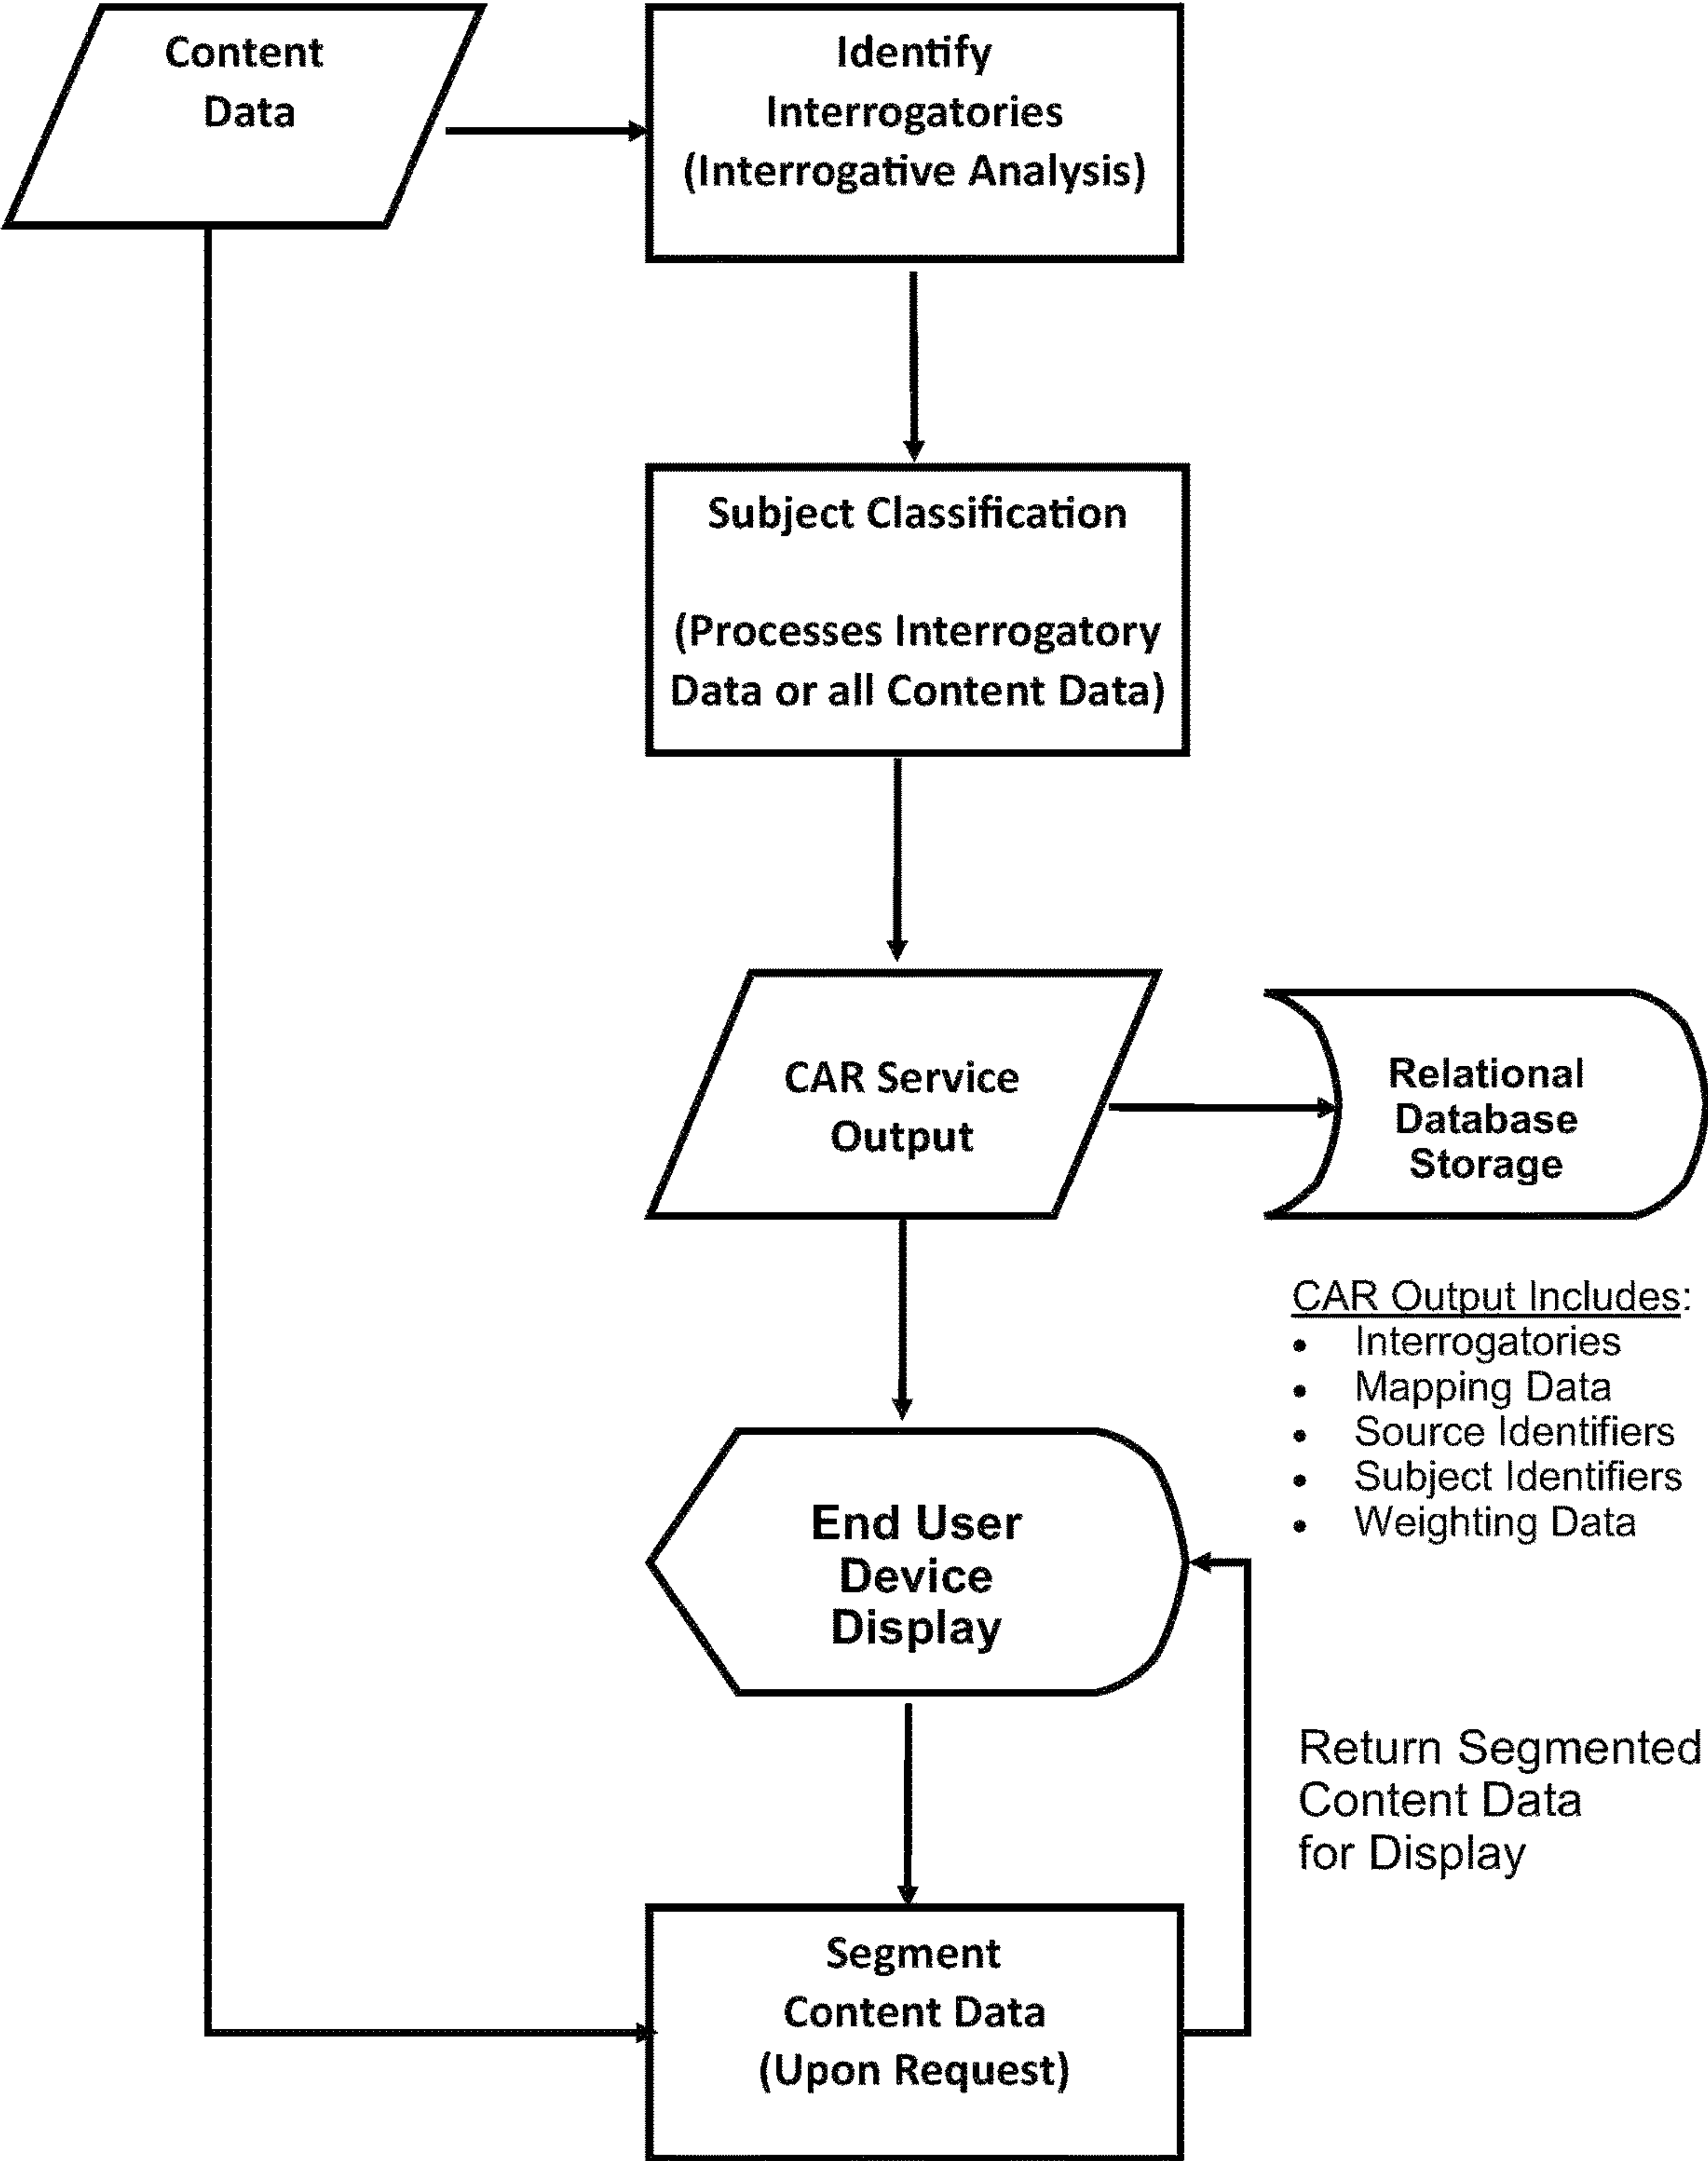 Content
Data
Identify
Interrogatories
(Interrogative Analysis)
Subject Classification
(Processes Interrogatory
Data or all Content Data)
CAR Service
Output
Relational
Database
Storage
CAR Output Includes:
• Interrogatories
• Mapping Data
• Source Identifiers
• Subject Identifiers
• Weighting Data
End User
Device
Display
Return Segmented
Content Data
for Display
Segment
Content Data
(Upon Request)